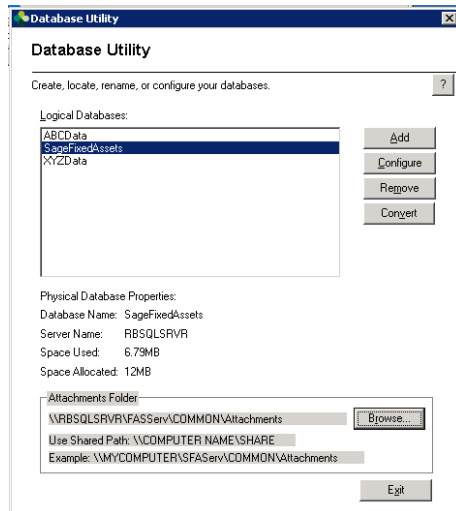 Database Utility
Database Utility
Create, locate, rename, or configure your databases.
?
Logical Databases:
ABCData
SageFixedAssets
XYZData
Add
Configure
Remove
Convert
Physical Database Properties:
Database Name: SageFixedAssets
Server Name: RBSQLSRVR
Space Used: 6.79MB
Space Allocated: 12MB
Attachments Folder
\\RBSQLSRVR\FASServ\COMMON\Attachments
Browse...
Use Shared Path: \\COMPUTER NAME\SHARE
Example: \\MYCOMPUTER\SFAServ\COMMON\Attachments
Exit